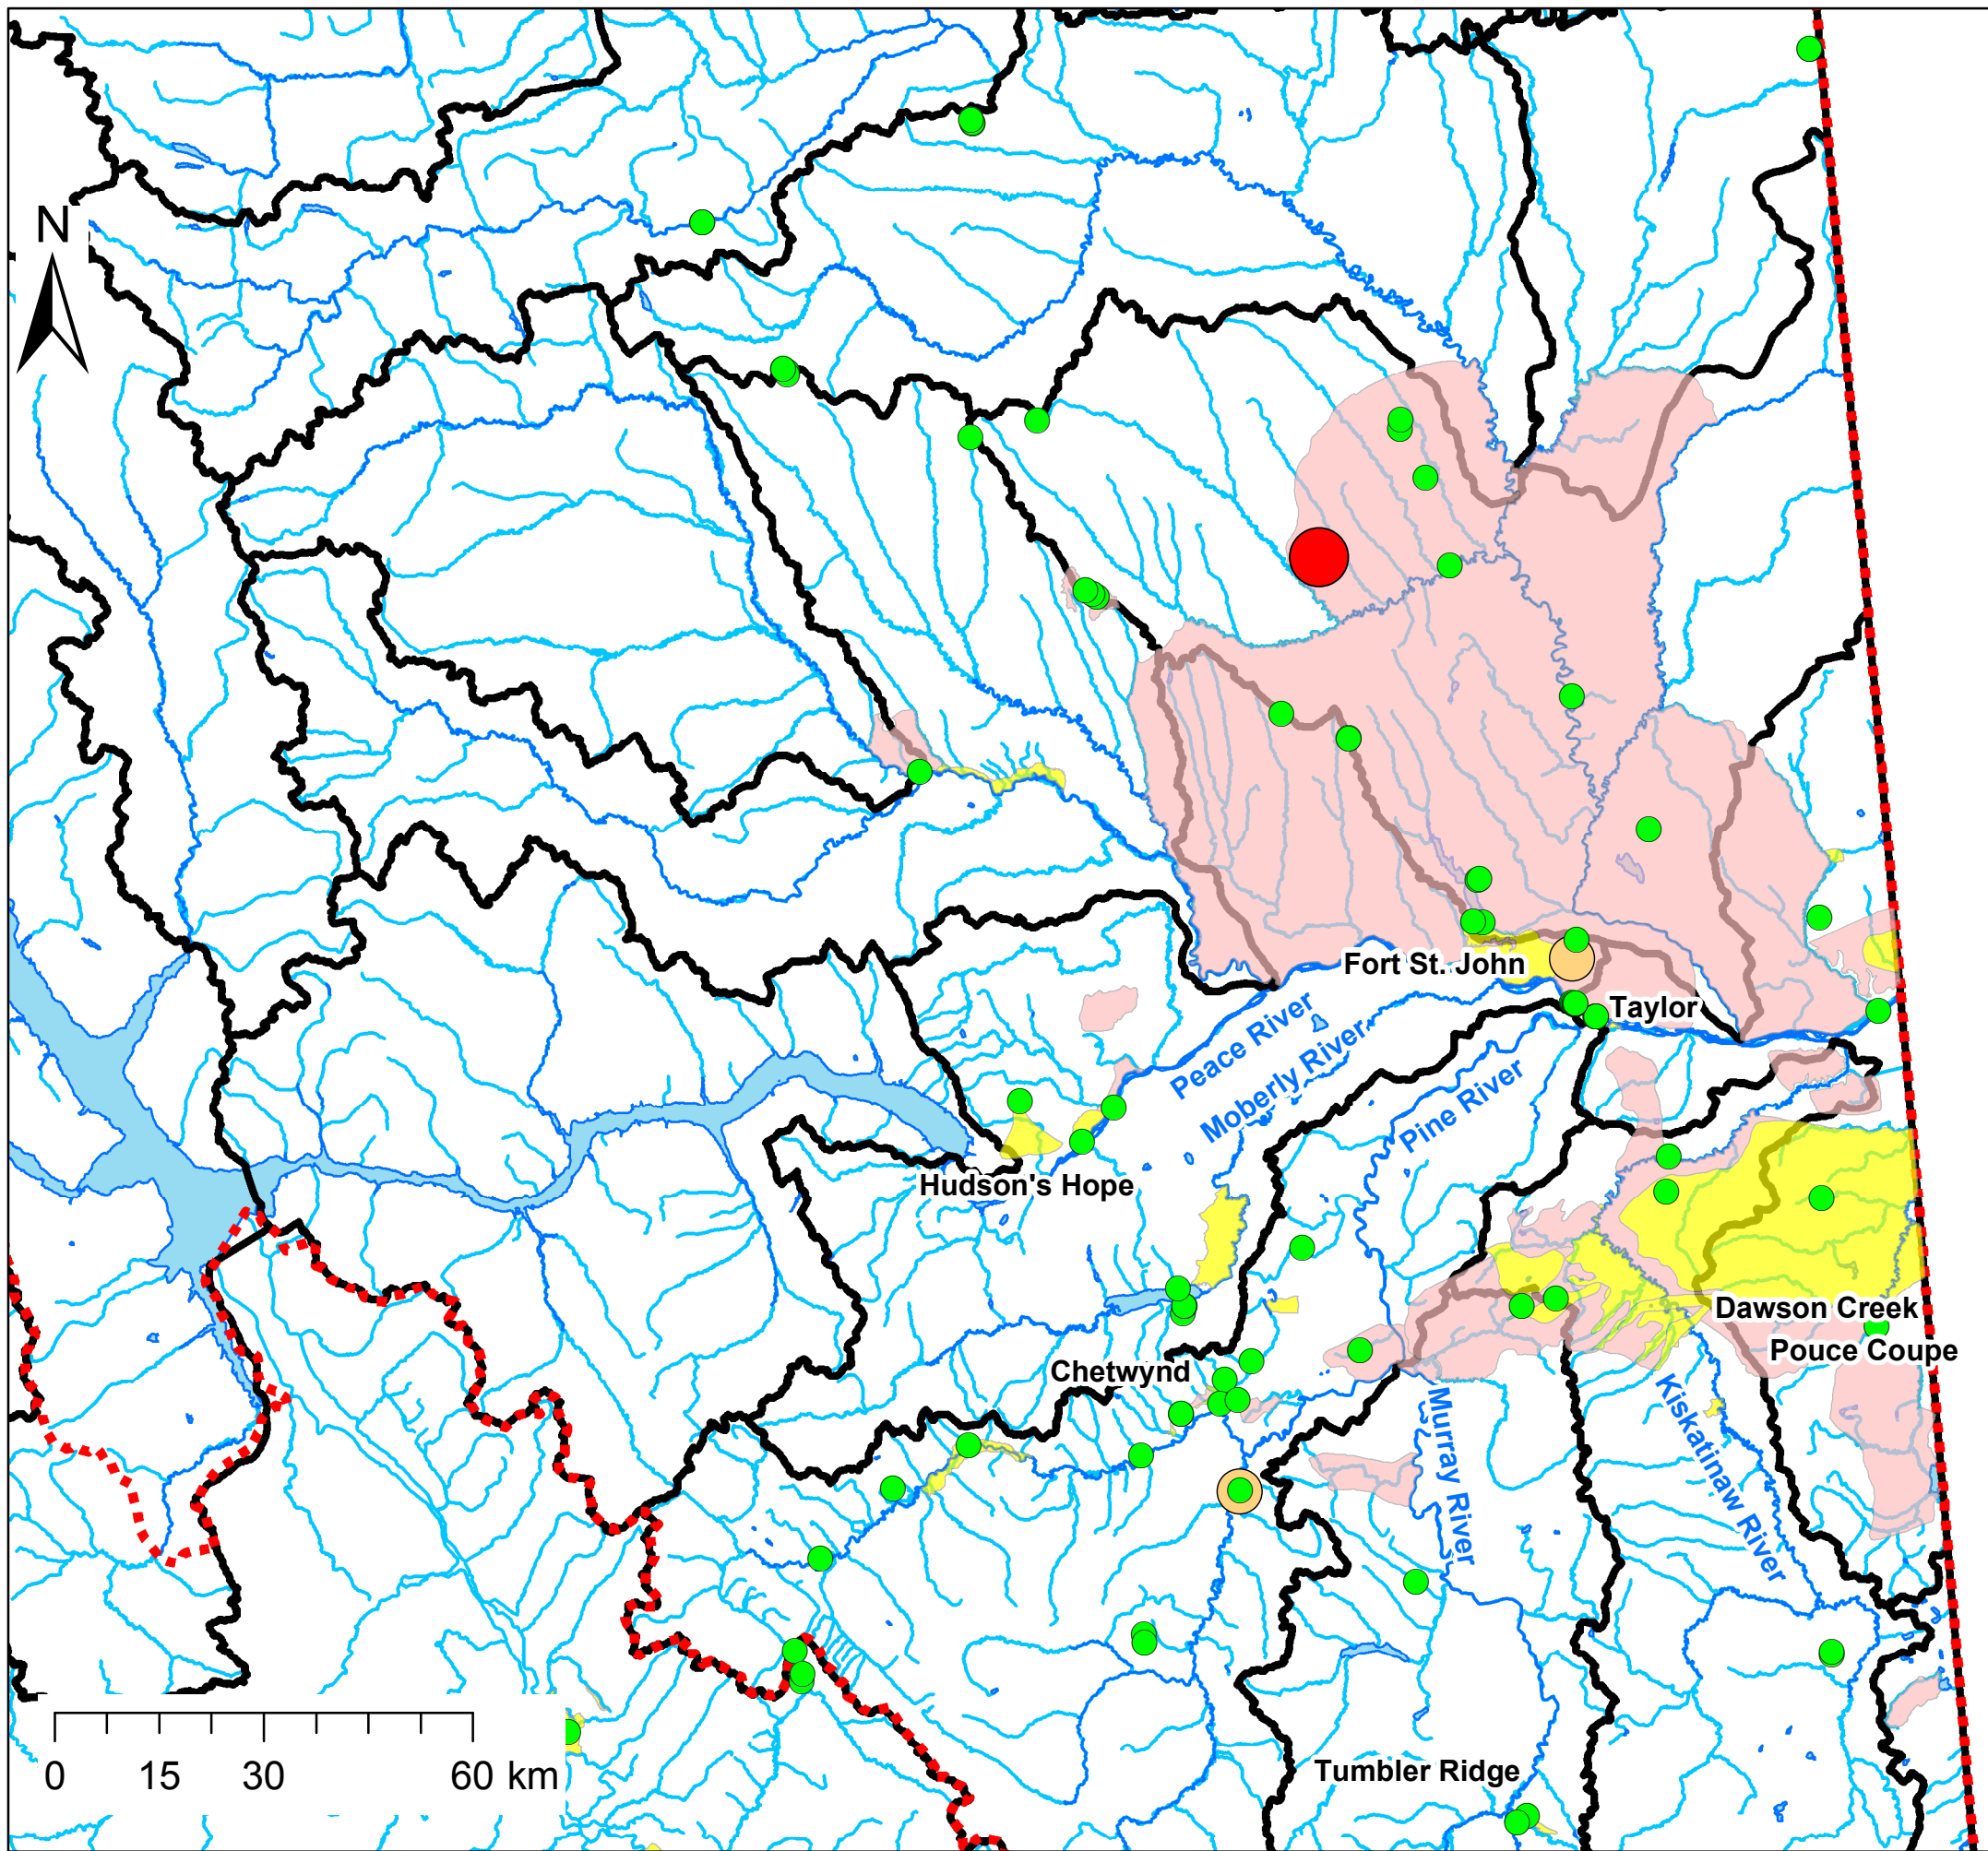 N
Fort St. John
Taylor
Peace River
Moberly River
Pine River
Hudson's Hope
Dawson Creek
Pouce Coupe
Chetwynd
Murray River
Kiskatinaw River
Tumbler Ridge
0 15 30 60 km